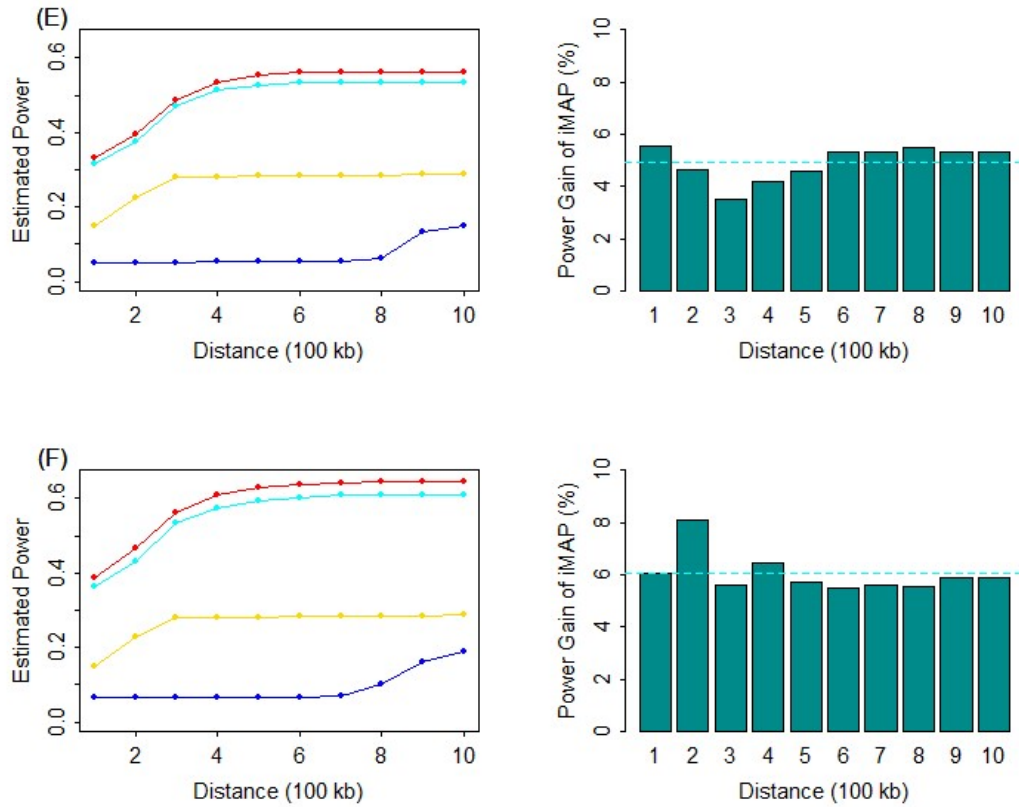 (E)
Estimated Power
0.0 0.2 0.4 0.6
2 4 6 8 10
Distance (100 kb)
Power Gain of iMAP (%)
0 2 4 6 8 10
1 2 3 4 5 6 7 8 9 10
Distance (100 kb)
(F)
Estimated Power
0.0 0.2 0.4 0.6
2 4 6 8 10
Distance (100 kb)
Power Gain of iMAP (%)
0 2 4 6 8 10
1 2 3 4 5 6 7 8 9 10
Distance (100 kb)